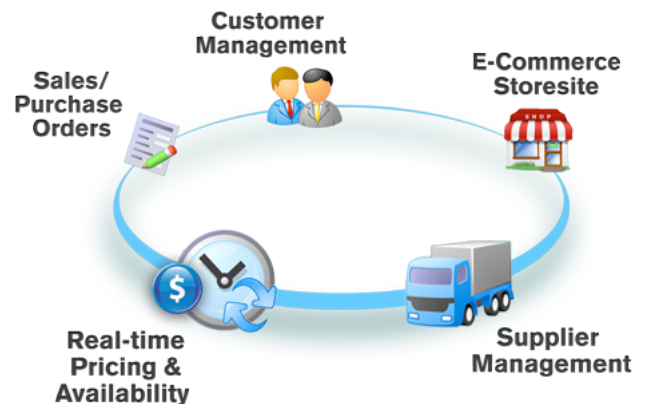 Customer
Management
E-Commerce
Storesite
Sales/
Purchase
Orders
SHOP
$
Real-time
Pricing &
Availability
Supplier
Management